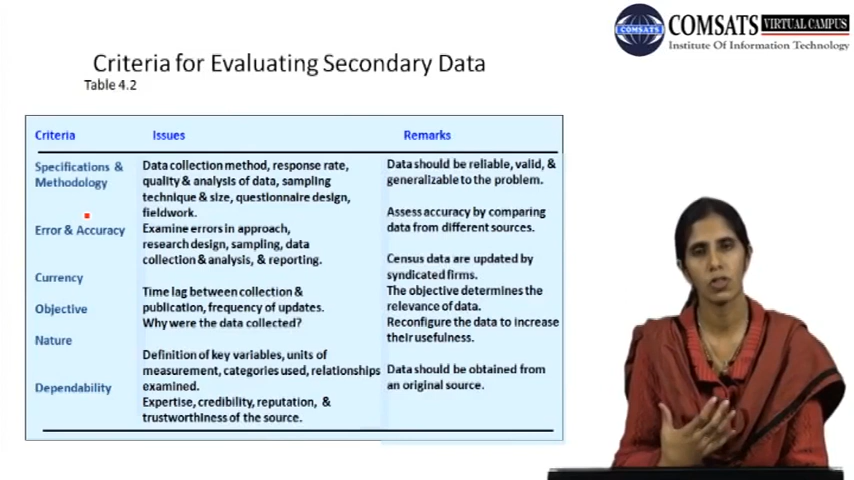 COMSATS
COMSATS VIRTUAL CAMPUS
Institute Of Information Technology
Criteria for Evaluating Secondary Data
Table 4.2
Criteria
Issues
Remarks
Specifications &
Methodology
Data collection method, response rate,
quality & analysis of data, sampling
technique & size, questionnaire design,
fieldwork.
Data should be reliable, valid, &
generalizable to the problem.
Error & Accuracy
Examine errors in approach,
research design, sampling, data
collection & analysis, & reporting.
Assess accuracy by comparing
data from different sources.
Currency
Time lag between collection &
publication, frequency of updates.
Census data are updated by
syndicated firms.
Objective
Why were the data collected?
The objective determines the
relevance of data.
Nature
Definition of key variables, units of
measurement, categories used, relationships
examined.
Reconfigure the data to increase
their usefulness.
Dependability
Expertise, credibility, reputation, &
trustworthiness of the source.
Data should be obtained from
an original source.